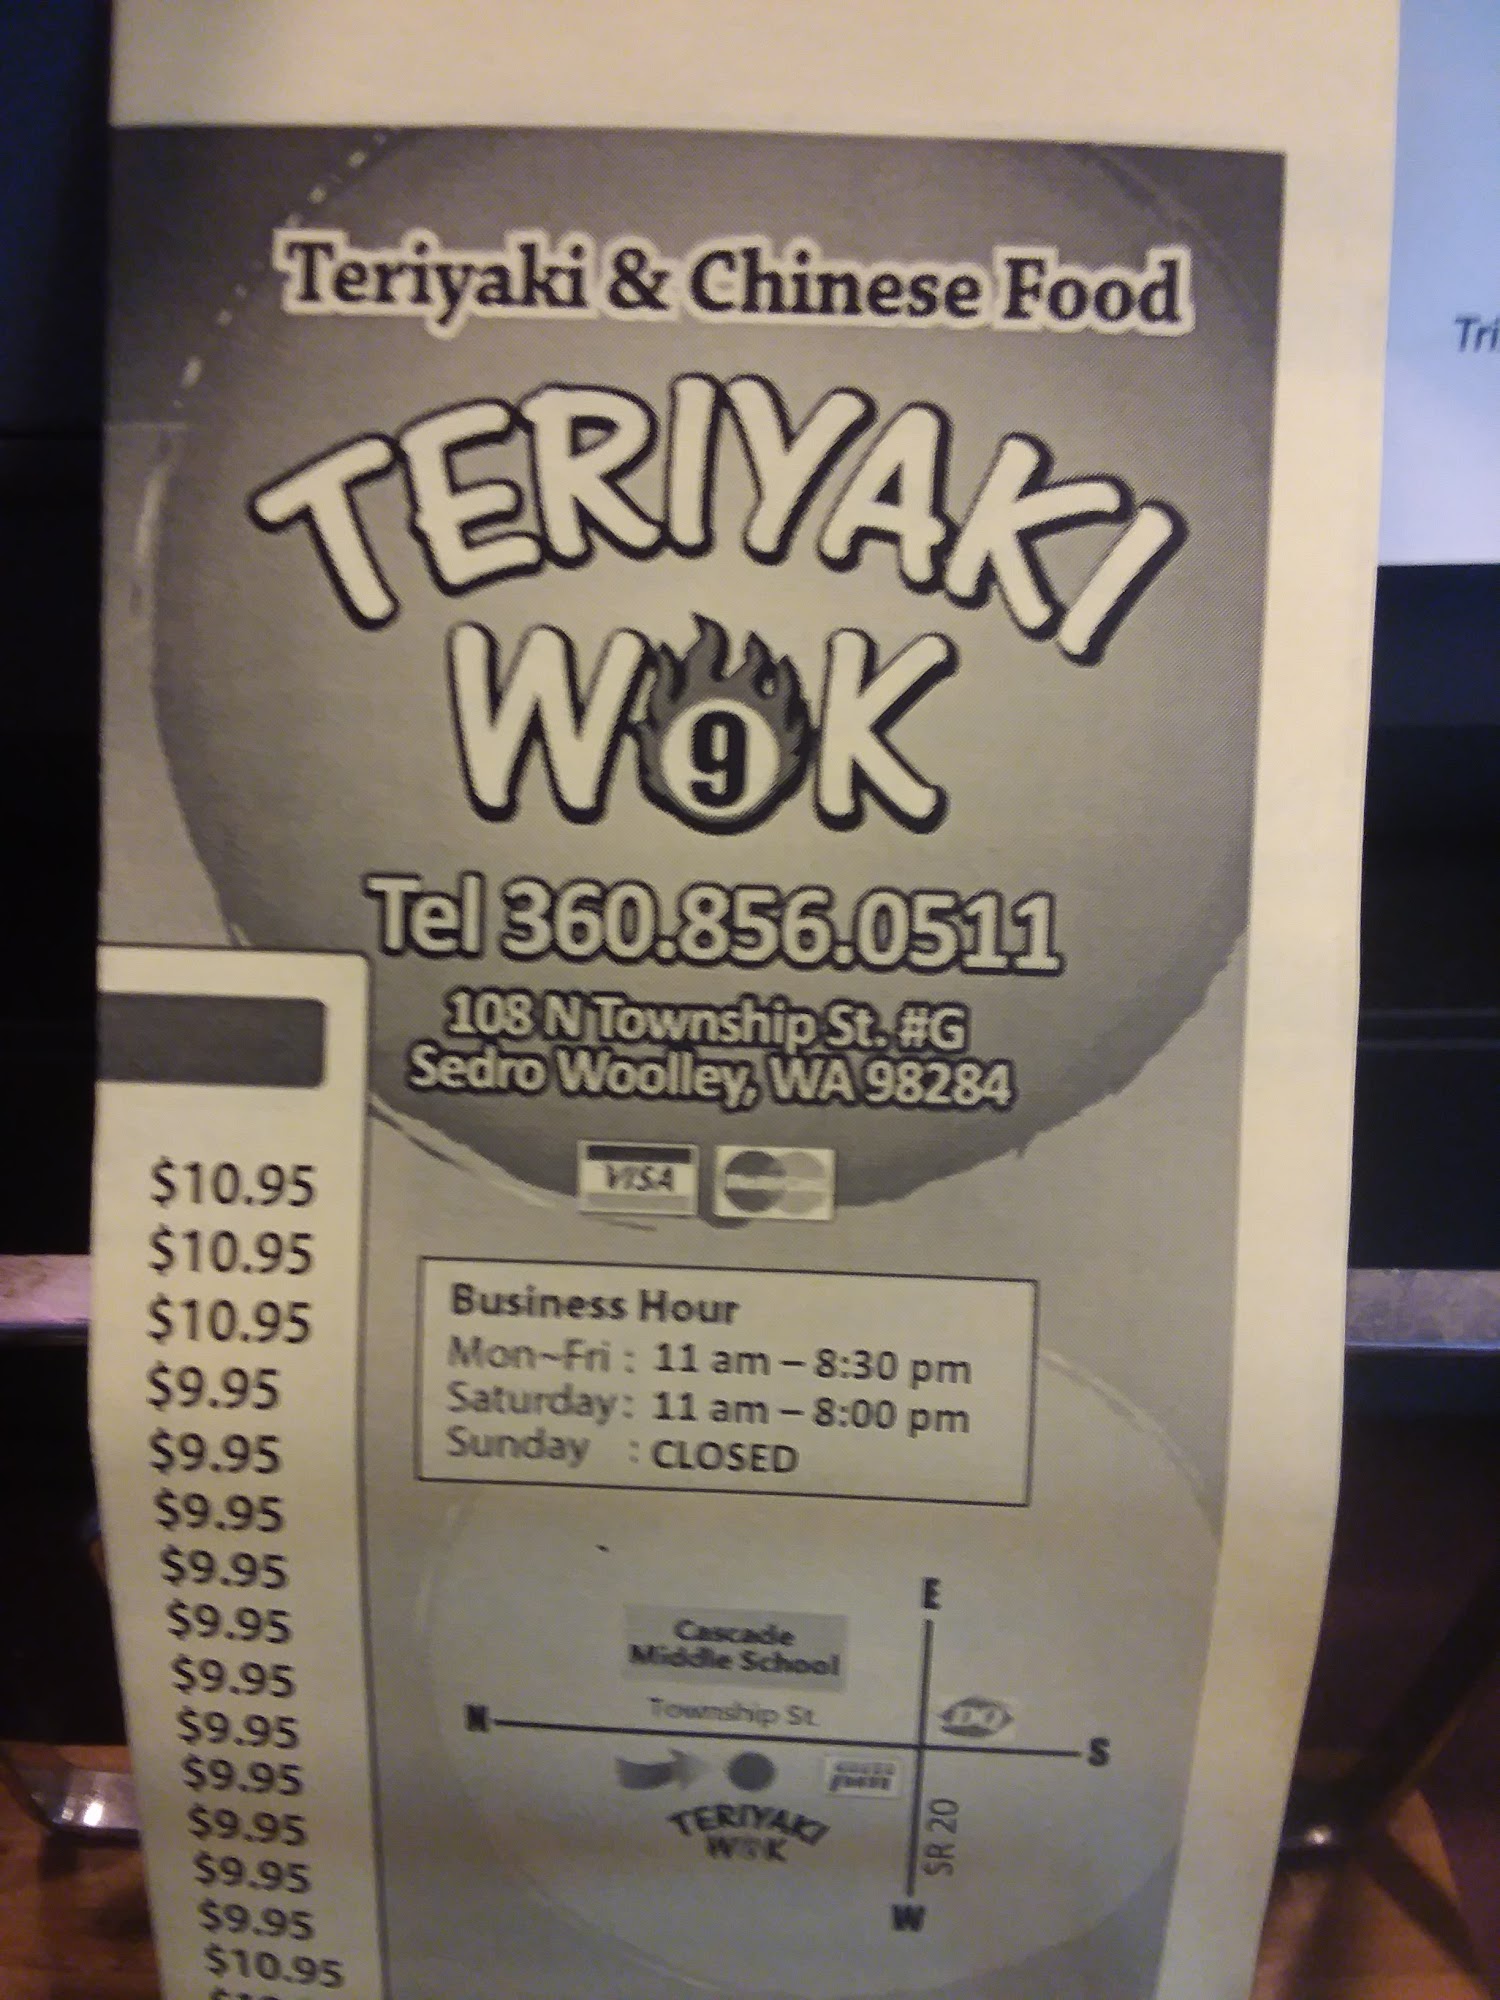 Teriyaki & Chinese Food
TERIYAKI
W9K
Tel 360.856.0511
108 N Township St. #G
Sedro Woolley, WA 98284
VISA
Business Hour
Mon~Fri : 11 am – 8:30 pm
Saturday : 11 am – 8:00 pm
Sunday : CLOSED
E
Cascade
Middle School
Township St.
N
S
DQ
TERIYAKI
WOK
SR 20
W
$10.95
$10.95
$10.95
$9.95
$9.95
$9.95
$9.95
$9.95
$9.95
$9.95
$9.95
$9.95
$9.95
$9.95
$10.95
Tri